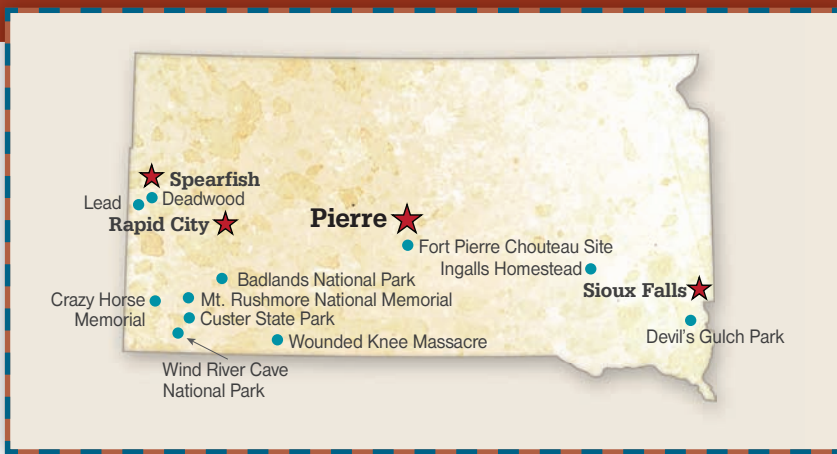 Spearfish
Lead
Deadwood
Rapid City
Pierre
Fort Pierre Chouteau Site
Ingalls Homestead
Badlands National Park
Sioux Falls
Crazy Horse
Memorial
Mt. Rushmore National Memorial
Custer State Park
Devil’s Gulch Park
Wounded Knee Massacre
Wind River Cave
National Park